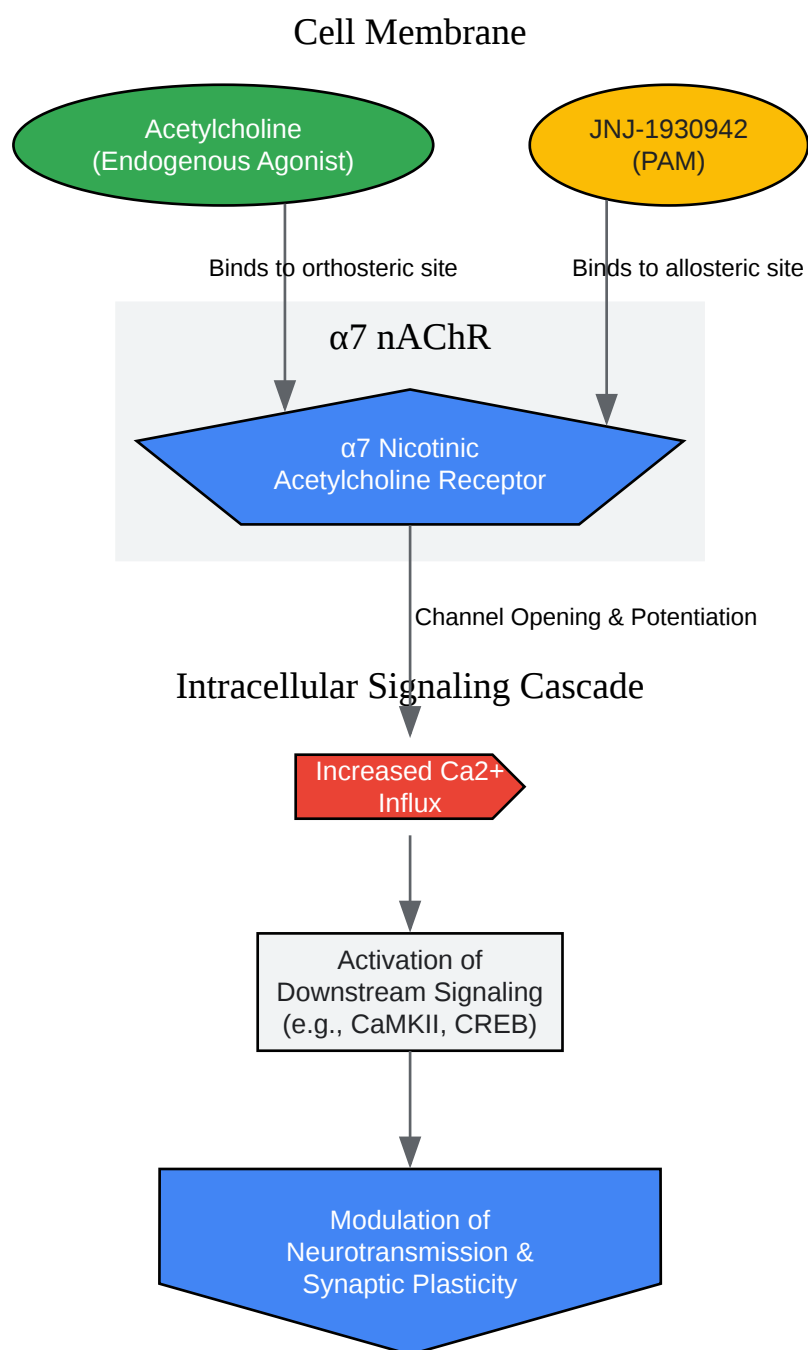 Cell Membrane
Acetylcholine
(Endogenous Agonist)
JNJ-1930942
(PAM)
Binds to orthosteric site
Binds to allosteric site
α7 nAChR
α7 Nicotinic
Acetylcholine Receptor
Channel Opening & Potentiation
Intracellular Signaling Cascade
Increased Ca2+
Influx
Activation of
Downstream Signaling
(e.g., CaMKII, CREB)
Modulation of
Neurotransmission &
Synaptic Plasticity